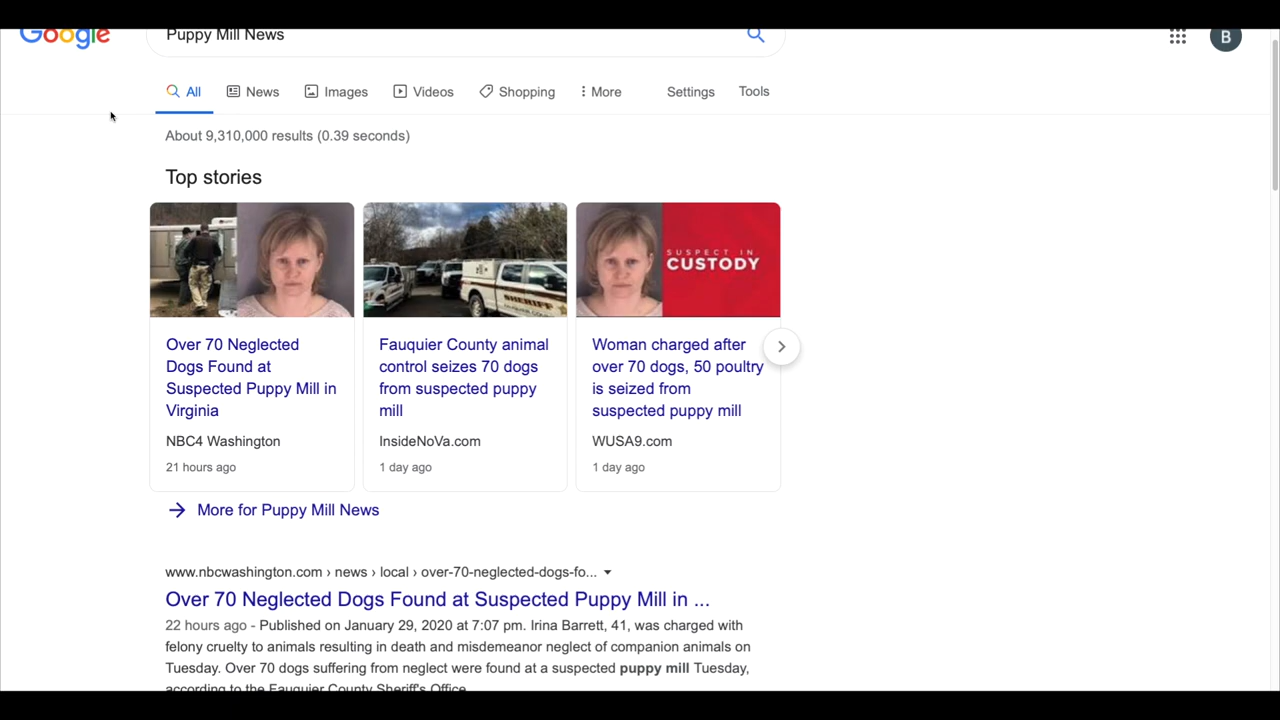 Google
Puppy Mill News
B
All
News
Images
Videos
Shopping
More
Settings
Tools
About 9,310,000 results (0.39 seconds)
Top stories
SUSPECT IN
CUSTODY
SHERIFF
Over 70 Neglected
Dogs Found at
Suspected Puppy Mill in
Virginia
NBC4 Washington
21 hours ago
Fauquier County animal
control seizes 70 dogs
from suspected puppy
mill
InsideNoVa.com
1 day ago
Woman charged after
over 70 dogs, 50 poultry
is seized from
suspected puppy mill
WUSA9.com
1 day ago
More for Puppy Mill News
www.nbcwashington.com › news › local › over-70-neglected-dogs-fo...
Over 70 Neglected Dogs Found at Suspected Puppy Mill in ...
22 hours ago - Published on January 29, 2020 at 7:07 pm. Irina Barrett, 41, was charged with
felony cruelty to animals resulting in death and misdemeanor neglect of companion animals on
Tuesday. Over 70 dogs suffering from neglect were found at a suspected puppy mill Tuesday,
according to the Fauquier County Sheriff's Office.